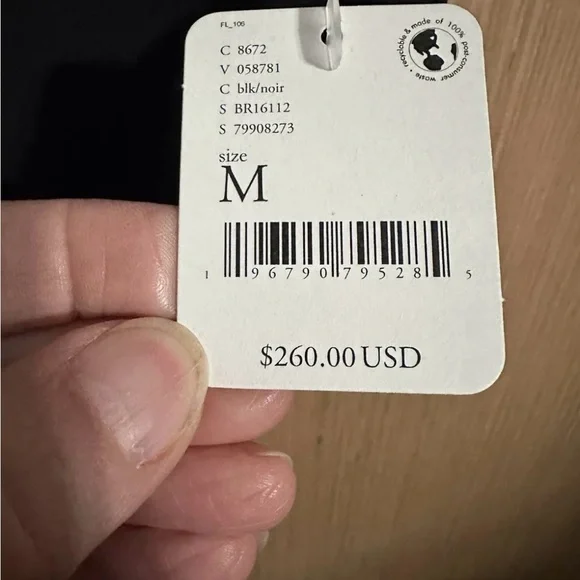 FL_106
recyclable & made of 100% post-consumer waste •
C 8672
V 058781
C blk/noir
S BR16112
S 79908273
size
M
1 96790 79528 5
$260.00 USD